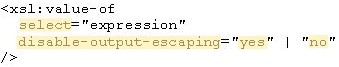 <xsl:value-of
select="expression"
disable-output-escaping="yes" | "no"
/>